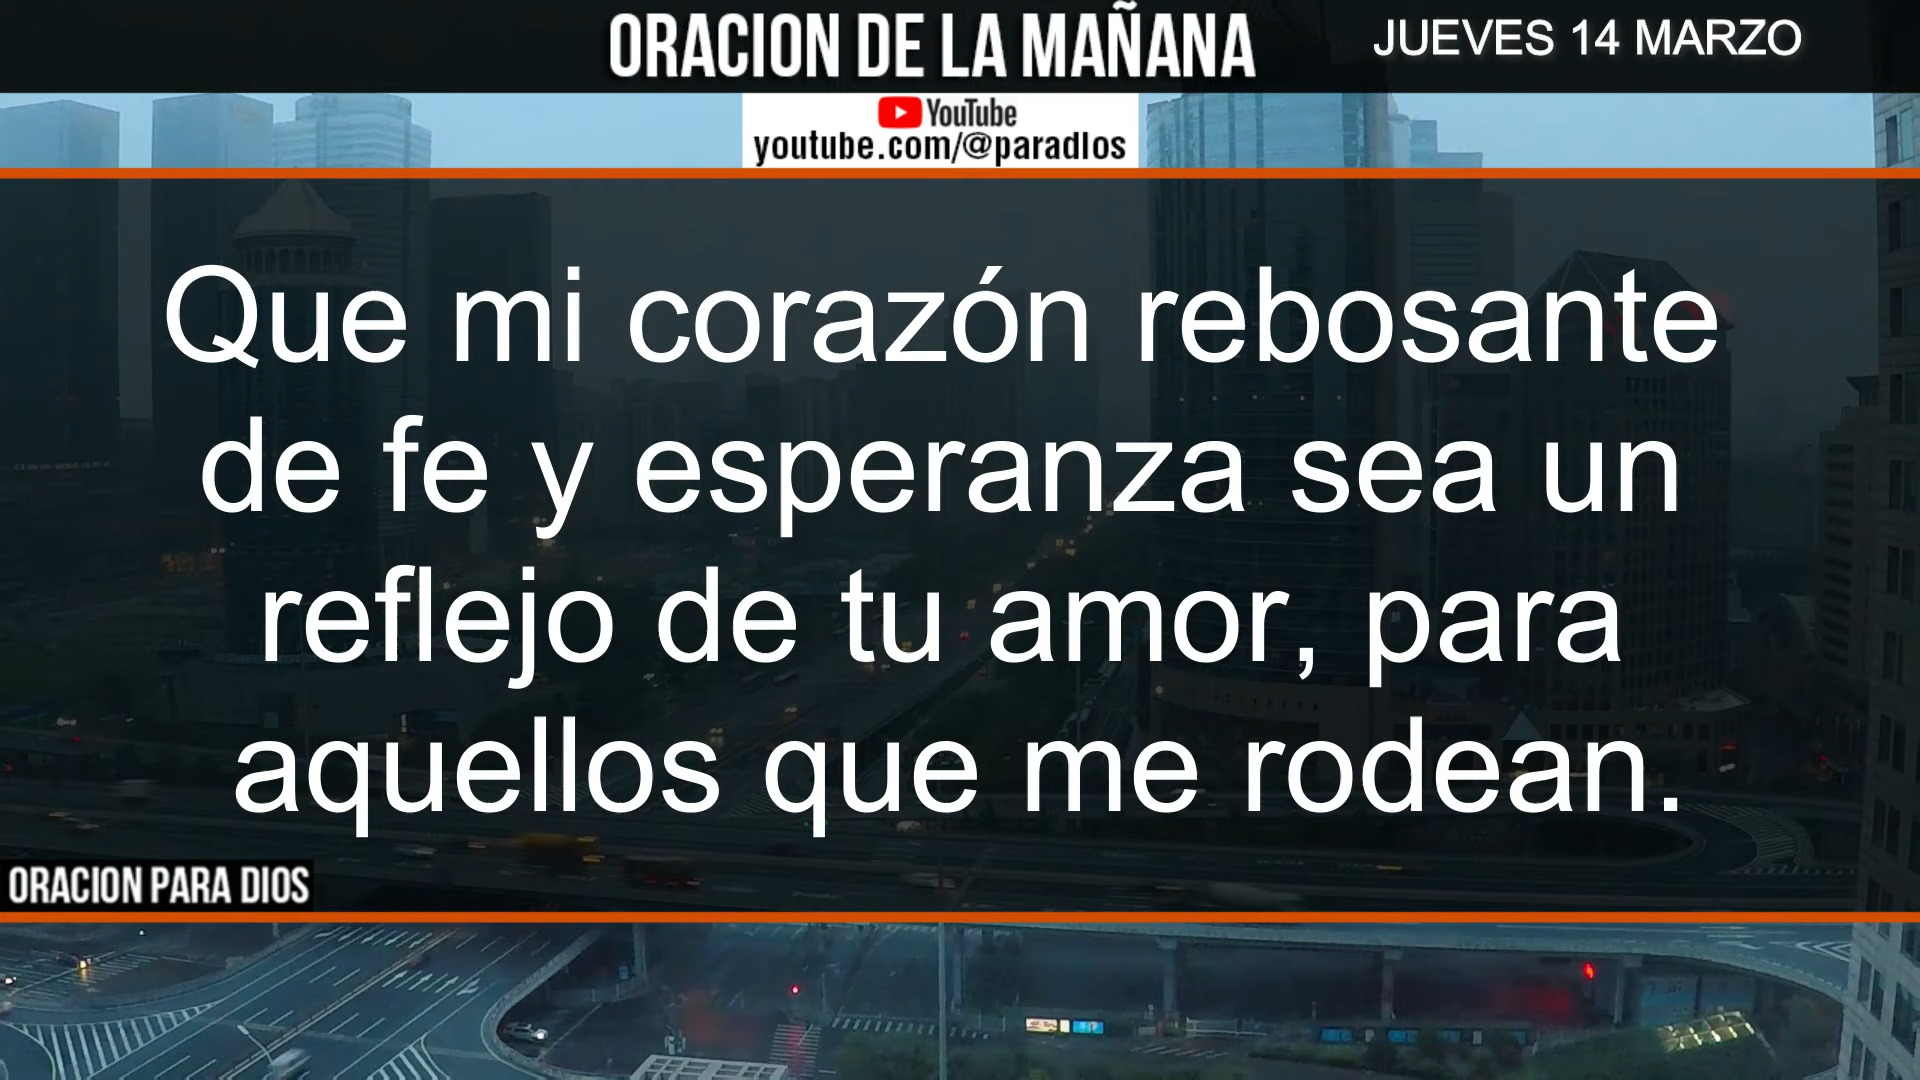 ORACION DE LA MAÑANA
JUEVES 14 MARZO
YouTube
youtube.com/@paradIos
Que mi corazón rebosante
de fe y esperanza sea un
reflejo de tu amor, para
aquellos que me rodean.
ORACION PARA DIOS